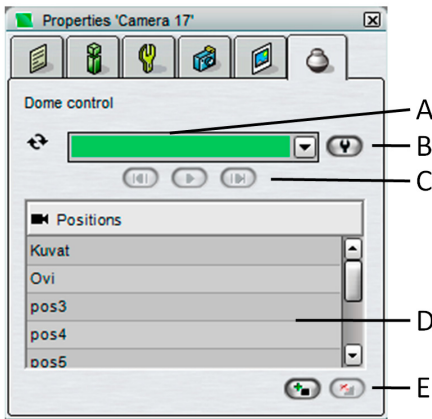 Properties 'Camera 17'
Dome control
A
B
C
Positions
Kuvat
Ovi
pos3
D
pos4
pos5
E